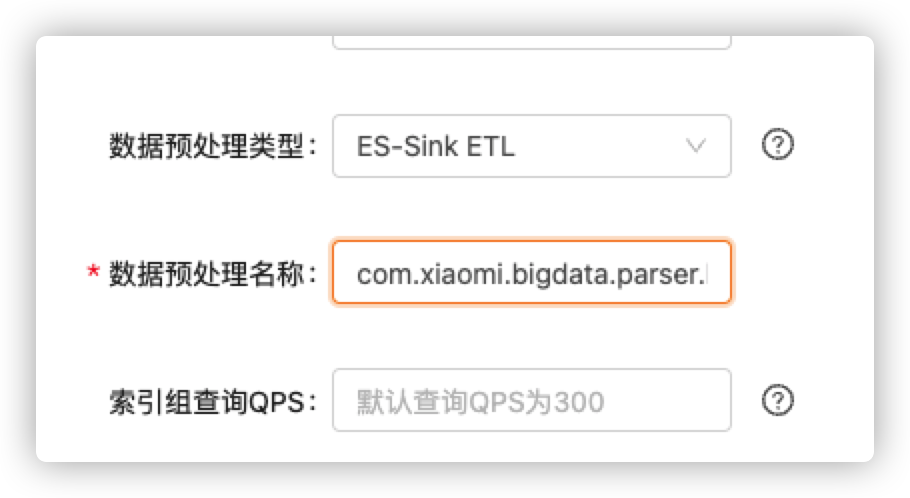 数据预处理类型： ES-Sink ETL ?
* 数据预处理名称： com.xiaomi.bigdata.parser.
索引组查询QPS： 默认查询QPS为300 ?